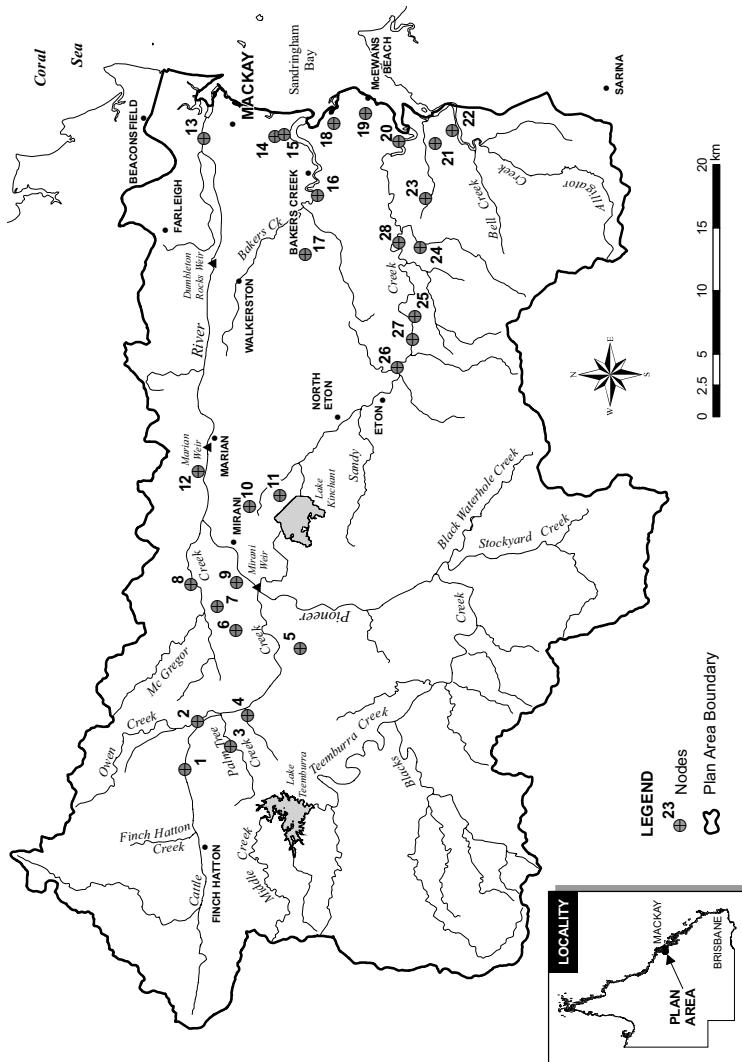 Coral
Sea
BEACONSFIELD
FARLEIGH
13
MACKAY
Sandringham
Bay
Dumbleton
Rocks Weir
River
14
15
Bakers Ck
BAKERS CREEK
16
17
WALKERSTON
18
McEWANS
BEACH
19
20
21
22
23
Bell Creek
Alligator
Creek
SARINA
28
24
Creek
25
27
26
ETON
NORTH
ETON
Sandy
12
Marian
Weir
MARIAN
10
11
MIRANI
Lake
Kinchant
Mirani
Weir
8
Creek
9
7
6
Creek
5
Pioneer
Black Waterhole Creek
Stockyard Creek
Creek
Mc Gregor
Owen
Creek
2
1
Palm Tree
Creek
3
4
Finch Hatton
Creek
Cattle
FINCH HATTON
Middle Creek
Lake
Teemburra
Teemburra Creek
Blacks
N
E
S
W
0
2.5
5
10
15
20
km
LEGEND
23
Nodes
Plan Area Boundary
LOCALITY
MACKAY
PLAN
AREA
BRISBANE